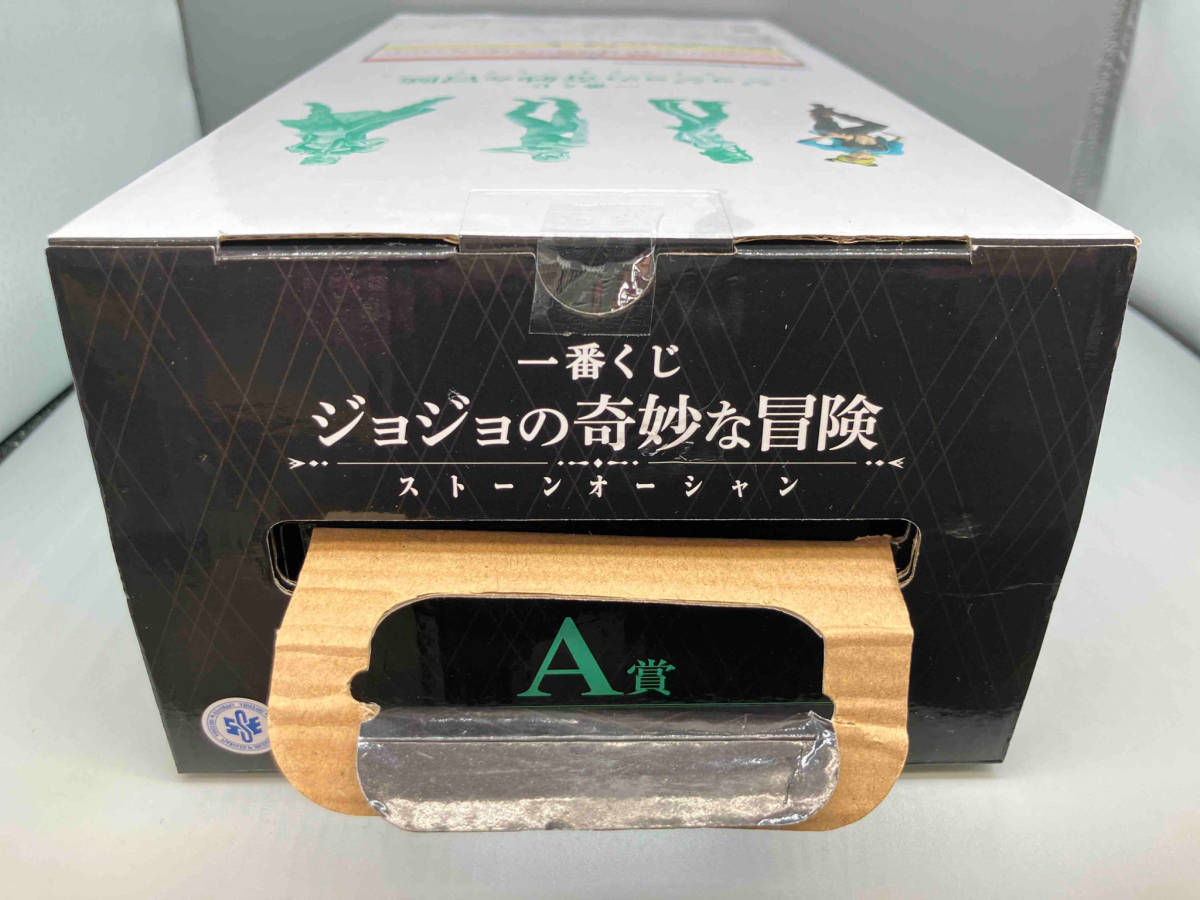 一番くじ
ジョジョの奇妙な冒険
ストーンオーシャン
A賞